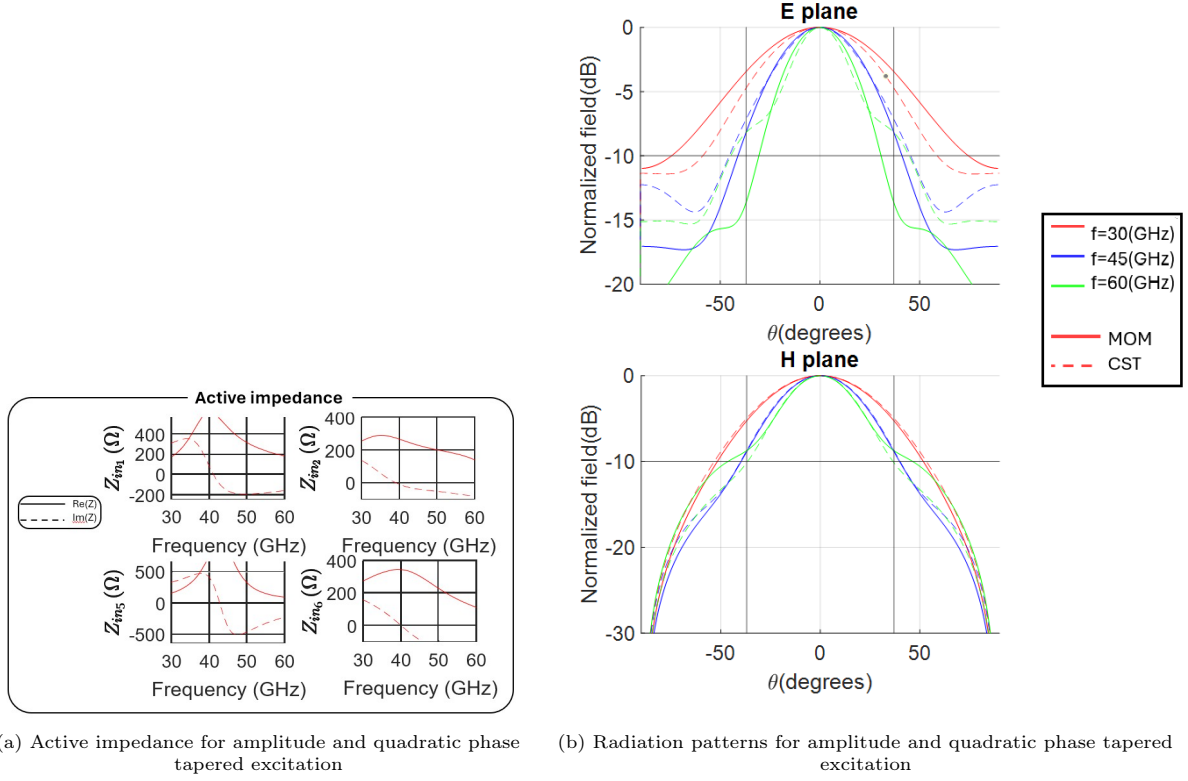 E plane
0
-5
-10
-15
-20
Normalized field(dB)
-50 0 50
θ(degrees)
H plane
0
-10
-20
-30
Normalized field(dB)
-50 0 50
θ(degrees)
f=30(GHz)
f=45(GHz)
f=60(GHz)
MOM
CST
Active impedance
Re(Z)
Im(Z)
Zin1 (Ω)
400
200
0
-200
30 40 50 60
Frequency (GHz)
Zin2 (Ω)
400
200
0
30 40 50 60
Frequency (GHz)
Zin5 (Ω)
500
0
-500
30 40 50 60
Frequency (GHz)
Zin6 (Ω)
400
200
0
30 40 50 60
Frequency (GHz)
a) Active impedance for amplitude and quadratic phase
tapered excitation
(b) Radiation patterns for amplitude and quadratic phase tapered
excitation